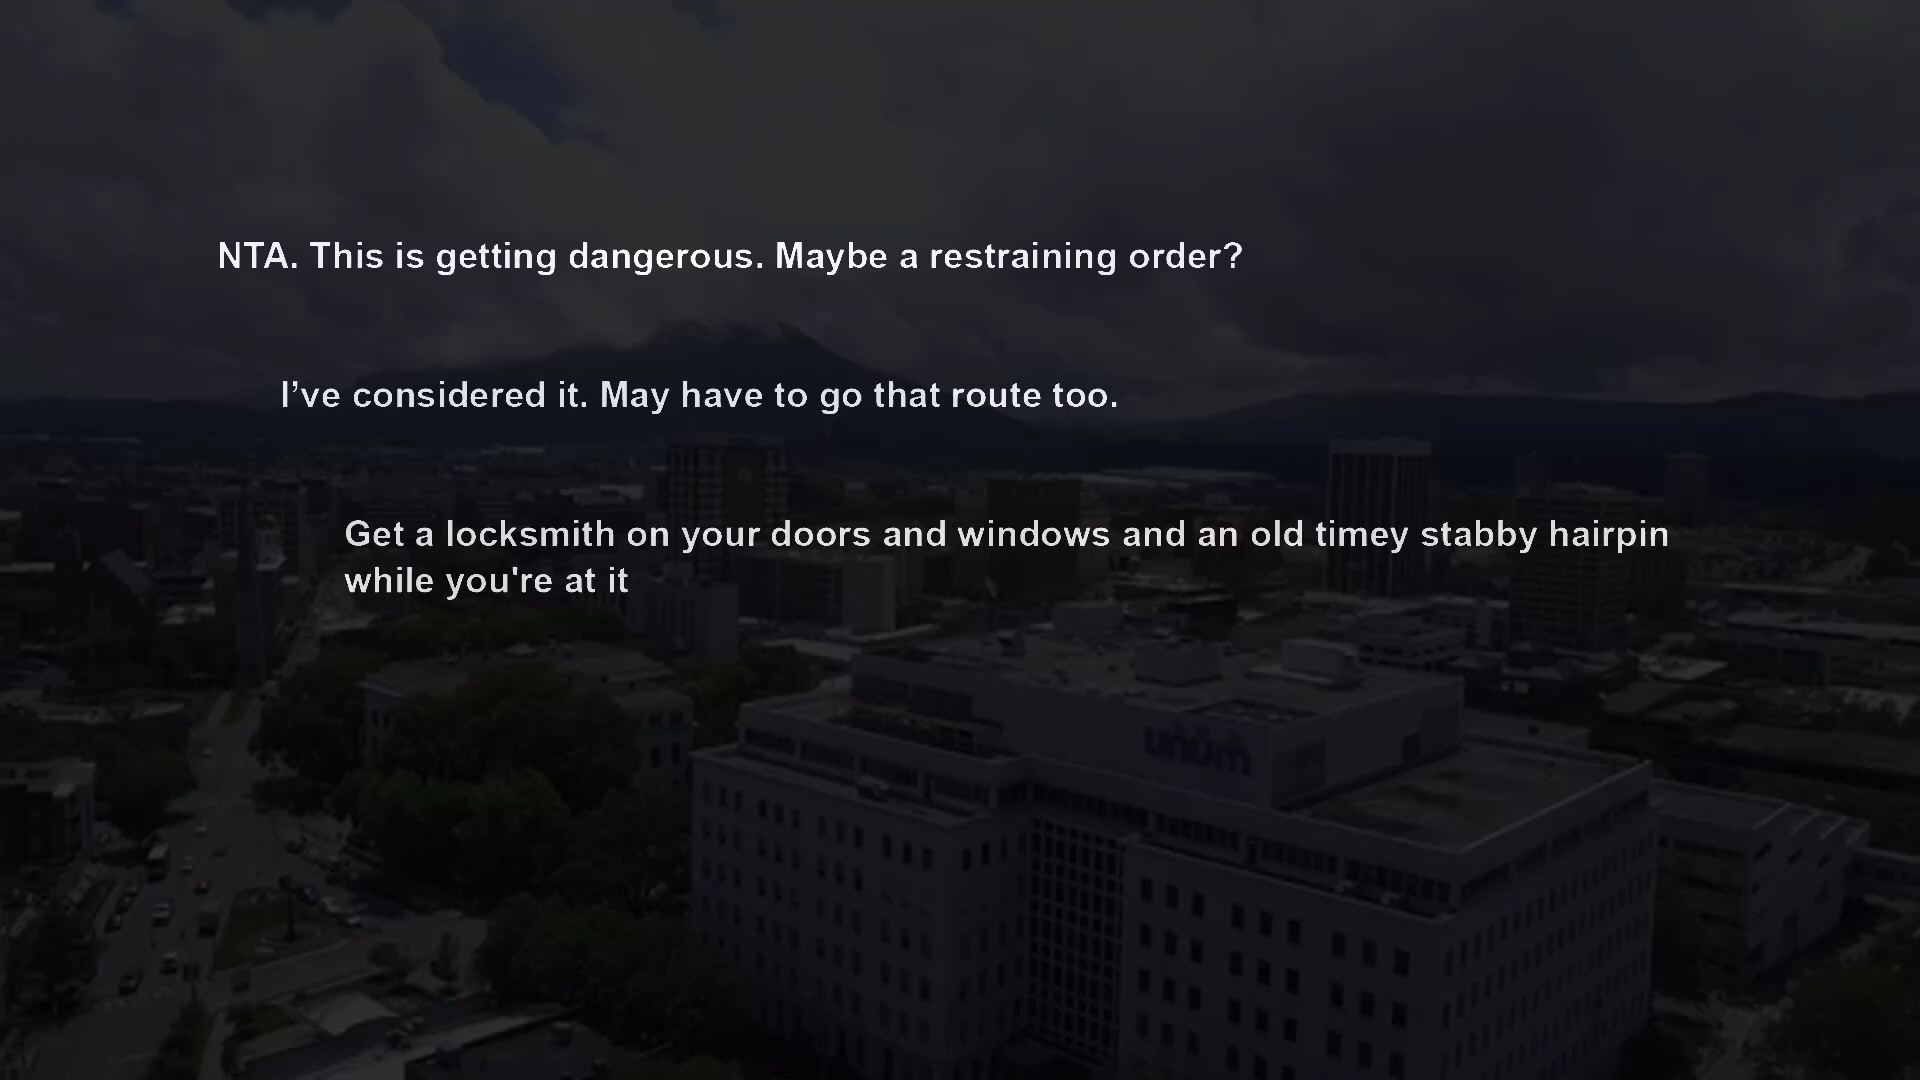 NTA. This is getting dangerous. Maybe a restraining order?
I’ve considered it. May have to go that route too.
Get a locksmith on your doors and windows and an old timey stabby hairpin
while you're at it
unum